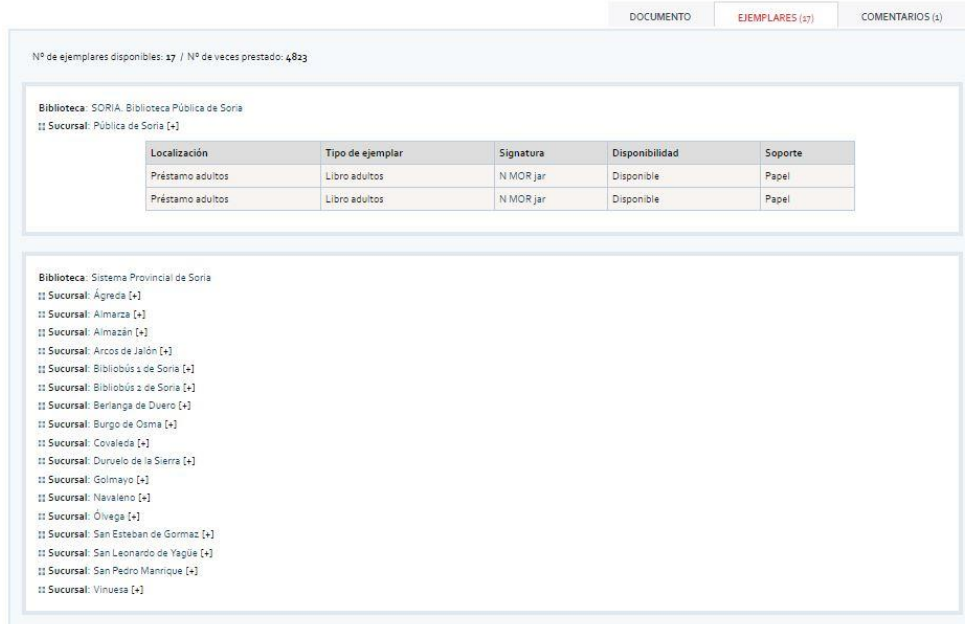 DOCUMENTO EJEMPLARES (17) COMENTARIOS (1)
Nº de ejemplares disponibles: 17 / Nº de veces prestado: 4823
Biblioteca: SORIA. Biblioteca Pública de Soria
Sucursal: Pública de Soria [+]
Localización Tipo de ejemplar Signatura Disponibilidad Soporte
Préstamo adultos Libro adultos N MOR jar Disponible Papel
Préstamo adultos Libro adultos N MOR jar Disponible Papel
Biblioteca: Sistema Provincial de Soria
Sucursal: Ágreda [+]
Sucursal: Almarza [+]
Sucursal: Almazán [+]
Sucursal: Arcos de Jalón [+]
Sucursal: Bibliobús 1 de Soria [+]
Sucursal: Bibliobús 2 de Soria [+]
Sucursal: Berlanga de Duero [+]
Sucursal: Burgo de Osma [+]
Sucursal: Covaleda [+]
Sucursal: Duruelo de la Sierra [+]
Sucursal: Golmayo [+]
Sucursal: Navaleno [+]
Sucursal: Ólvega [+]
Sucursal: San Esteban de Gormaz [+]
Sucursal: San Leonardo de Yagüe [+]
Sucursal: San Pedro Manrique [+]
Sucursal: Vinuesa [+]